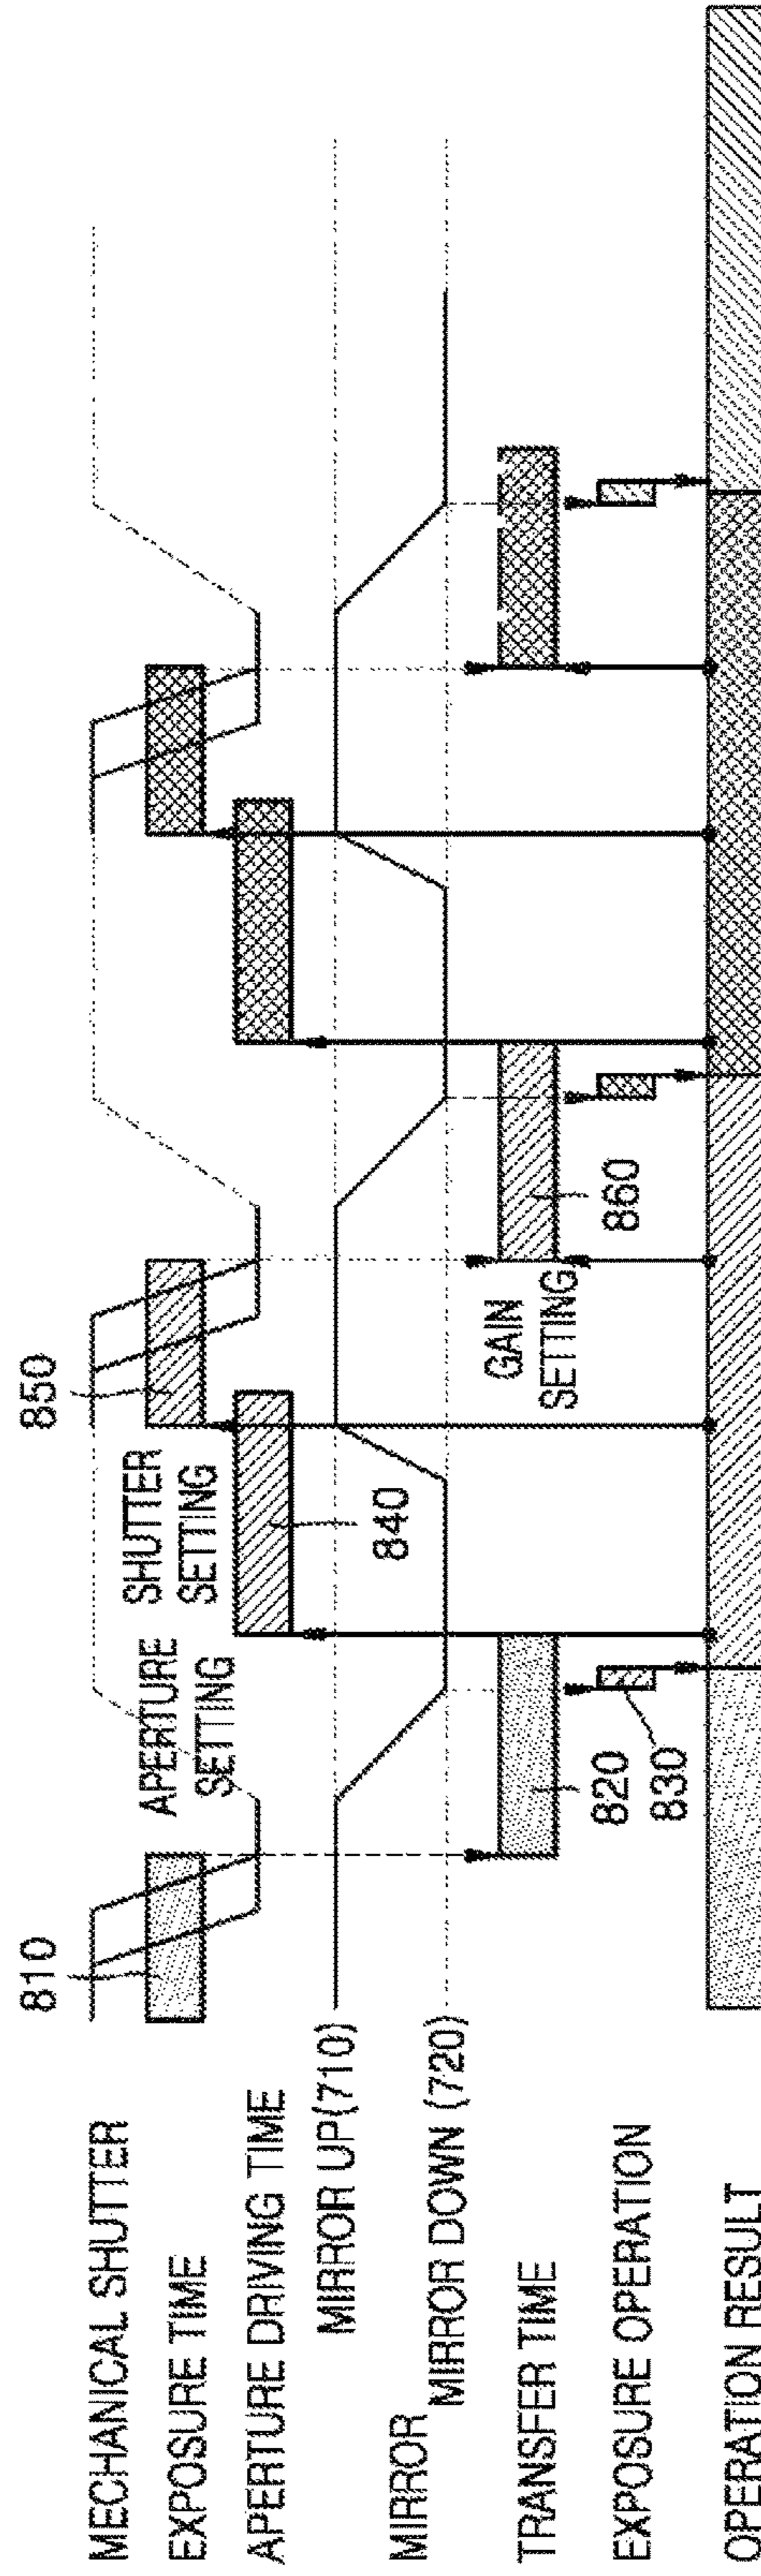 MECHANICAL SHUTTER
EXPOSURE TIME
APERTURE DRIVING TIME
MIRROR UP(710)
MIRROR
MIRROR DOWN (720)
TRANSFER TIME
EXPOSURE OPERATION
OPERATION RESULT
810
APERTURE
SETTING
SHUTTER
SETTING
850
840
820
830
GAIN
SETTING
860